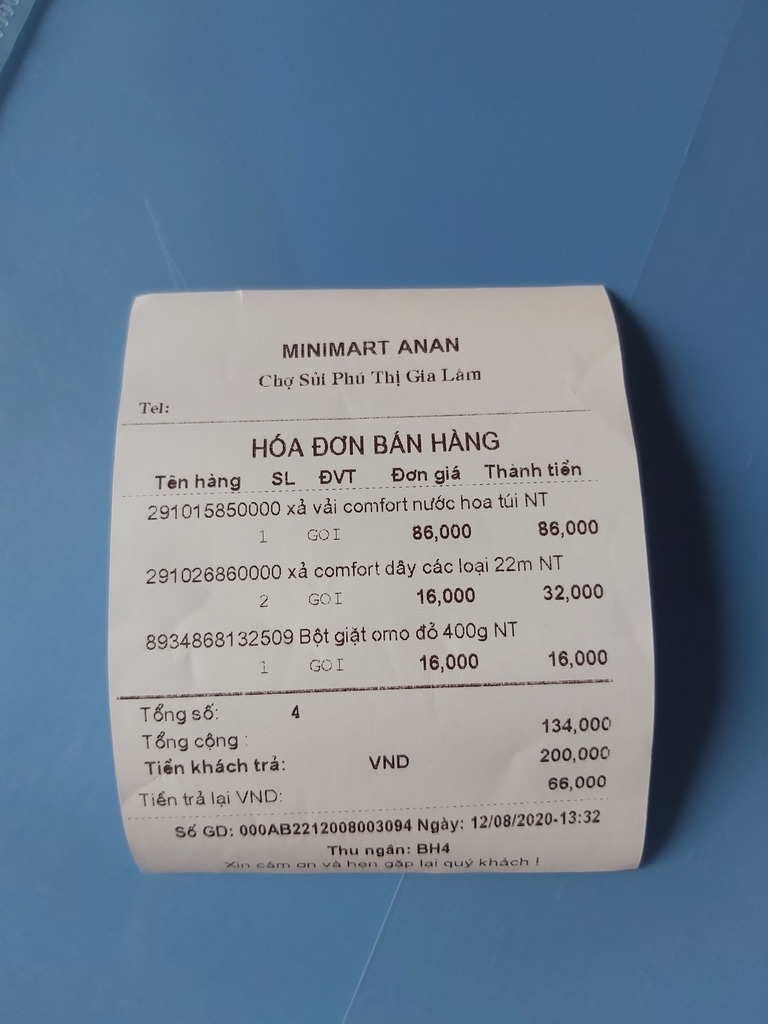 MINIMART ANAN
Chợ Sủi Phú Thị Gia Lâm
Tel:
HÓA ĐƠN BÁN HÀNG
Tên hàng SL ĐVT Đơn giá Thành tiền
291015850000 xả vải comfort nước hoa túi NT
1 GOI 86,000 86,000
291026860000 xả comfort dây các loại 22m NT
2 GOI 16,000 32,000
8934868132509 Bột giặt omo đỏ 400g NT
1 GOI 16,000 16,000
Tổng số: 4
Tổng cộng : 134,000
Tiền khách trả: VND 200,000
Tiền trả lại VND: 66,000
Số GD: 000AB2212008003094 Ngày: 12/08/2020-13:32
Thu ngân: BH4
Xin cảm ơn và hẹn gặp lại quý khách !